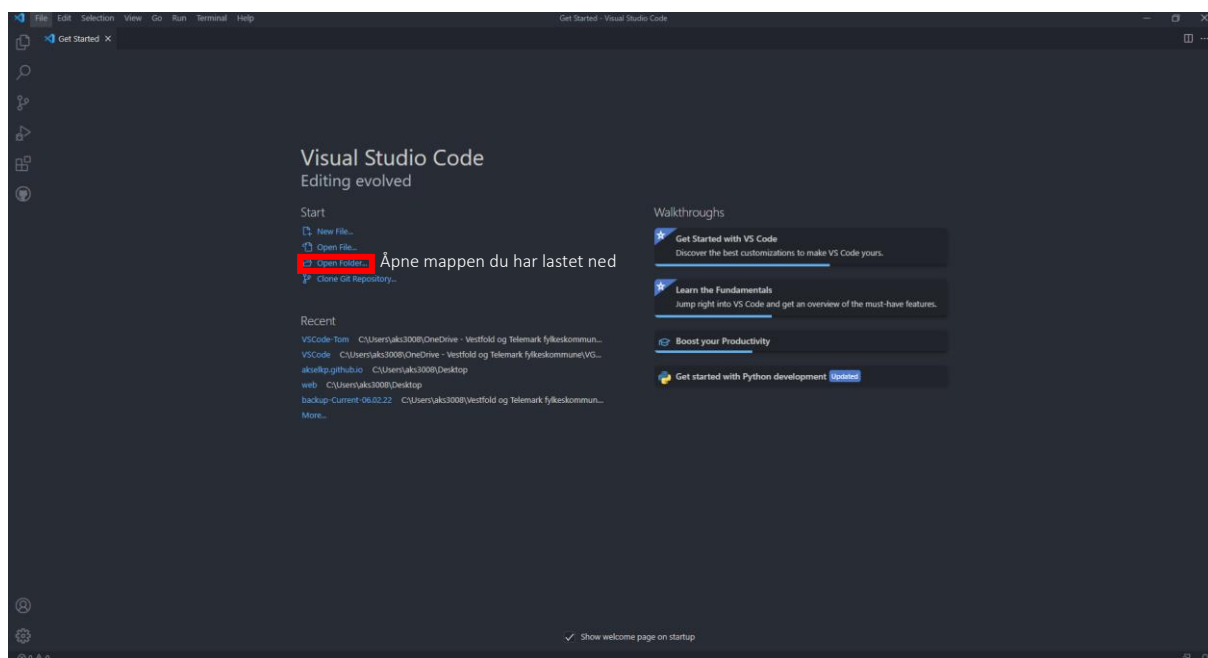 File Edit Selection View Go Run Terminal Help
Get Started - Visual Studio Code
Get Started
Visual Studio Code
Editing evolved
Start
New File...
Open File...
Open Folder...
Åpne mappen du har lastet ned
Clone Git Repository...
Recent
VSCode-Tom C:\Users\aks3008\OneDrive - Vestfold og Telemark fylkeskommun...
VSCode C:\Users\aks3008\OneDrive - Vestfold og Telemark fylkeskommune\VG...
akselkp.github.io C:\Users\aks3008\Desktop
web C:\Users\aks3008\Desktop
backup-Current-06.02.22 C:\Users\aks3008\Vestfold og Telemark fylkeskommun...
More...
Walkthroughs
Get Started with VS Code
Discover the best customizations to make VS Code yours.
Learn the Fundamentals
Jump right into VS Code and get an overview of the must-have features.
Boost your Productivity
Get started with Python development Updated
Show welcome page on startup